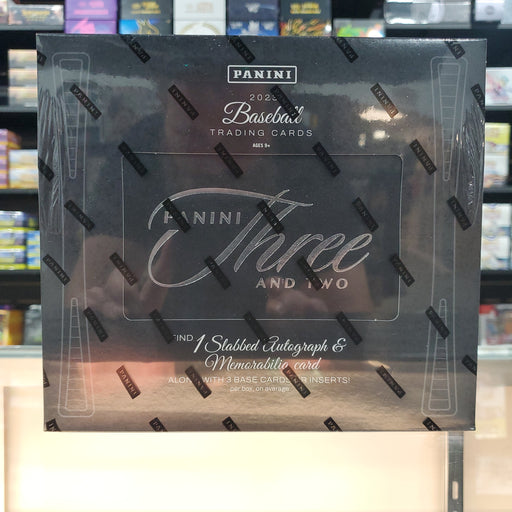 PANINI
2023
Baseball
TRADING CARDS
AGES 9+
PANINI Three
AND TWO
FIND 1 Slabbed Autograph &
Memorabilia card
ALONG WITH 3 BASE CARDS OR INSERTS!
per box, on average